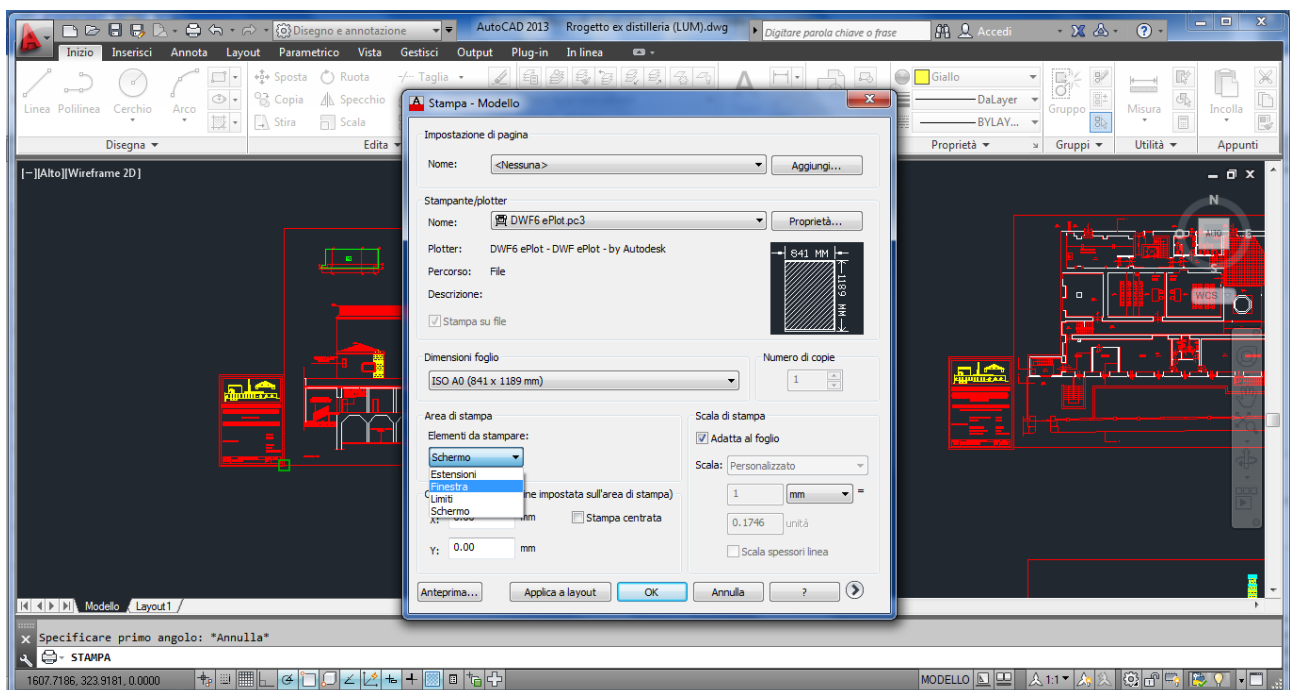 Disegno e annotazione
AutoCAD 2013 Rrogetto ex distilleria (LUM).dwg
Digitare parola chiave o frase
Accedi
Inizio Inserisci Annota Layout Parametrico Vista Gestisci Output Plug-in In linea
Linea Polilinea Cerchio Arco
Sposta Ruota Taglia
Copia Specchio
Stira Scala
Giallo
DaLayer
BYLAY...
Gruppo
Misura
Incolla
Disegna Edita Proprietà Gruppi Utilità Appunti
[−][Alto][Wireframe 2D]
Stampa - Modello
Impostazione di pagina
Nome: <Nessuna> Aggiungi...
Stampante/plotter
Nome: DWF6 ePlot.pc3 Proprietà...
Plotter: DWF6 ePlot - DWF ePlot - by Autodesk
Percorso: File
Descrizione:
Stampa su file
841 MM
1189 MM
Dimensioni foglio
ISO A0 (841 x 1189 mm)
Numero di copie
1
Area di stampa
Elementi da stampare:
Schermo
Estensioni
Finestra
Limiti
Schermo
ne impostata sull'area di stampa)
X: 0.00 mm
Stampa centrata
Y: 0.00 mm
Scala di stampa
Adatta al foglio
Scala: Personalizzato
1 mm =
0.1746 unità
Scala spessori linea
Anteprima... Applica a layout OK Annulla ?
N
ALTO
E
S
WCS
Modello Layout1
Specificare primo angolo: *Annulla*
STAMPA
1607.7186, 323.9181, 0.0000
MODELLO
1:1